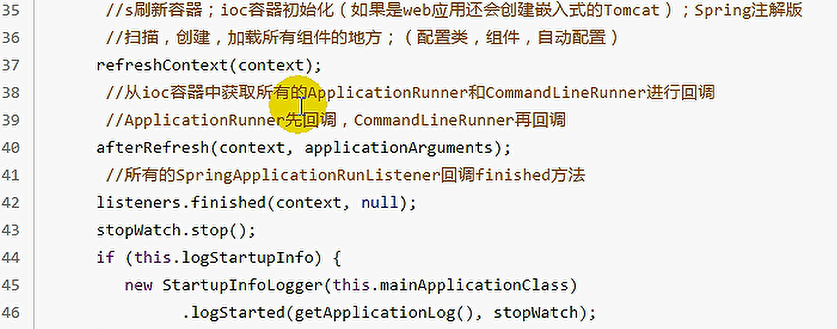 35 //s刷新容器；ioc容器初始化（如果是web应用还会创建嵌入式的Tomcat）；Spring注解版
36 //扫描，创建，加载所有组件的地方；（配置类，组件，自动配置）
37 refreshContext(context);
38 //从ioc容器中获取所有的ApplicationRunner和CommandLineRunner进行回调
39 //ApplicationRunner先回调，CommandLineRunner再回调
40 afterRefresh(context, applicationArguments);
41 //所有的SpringApplicationRunListener回调finished方法
42 listeners.finished(context, null);
43 stopWatch.stop();
44 if (this.logStartupInfo) {
45 new StartupInfoLogger(this.mainApplicationClass)
46 .logStarted(getApplicationLog(), stopWatch);